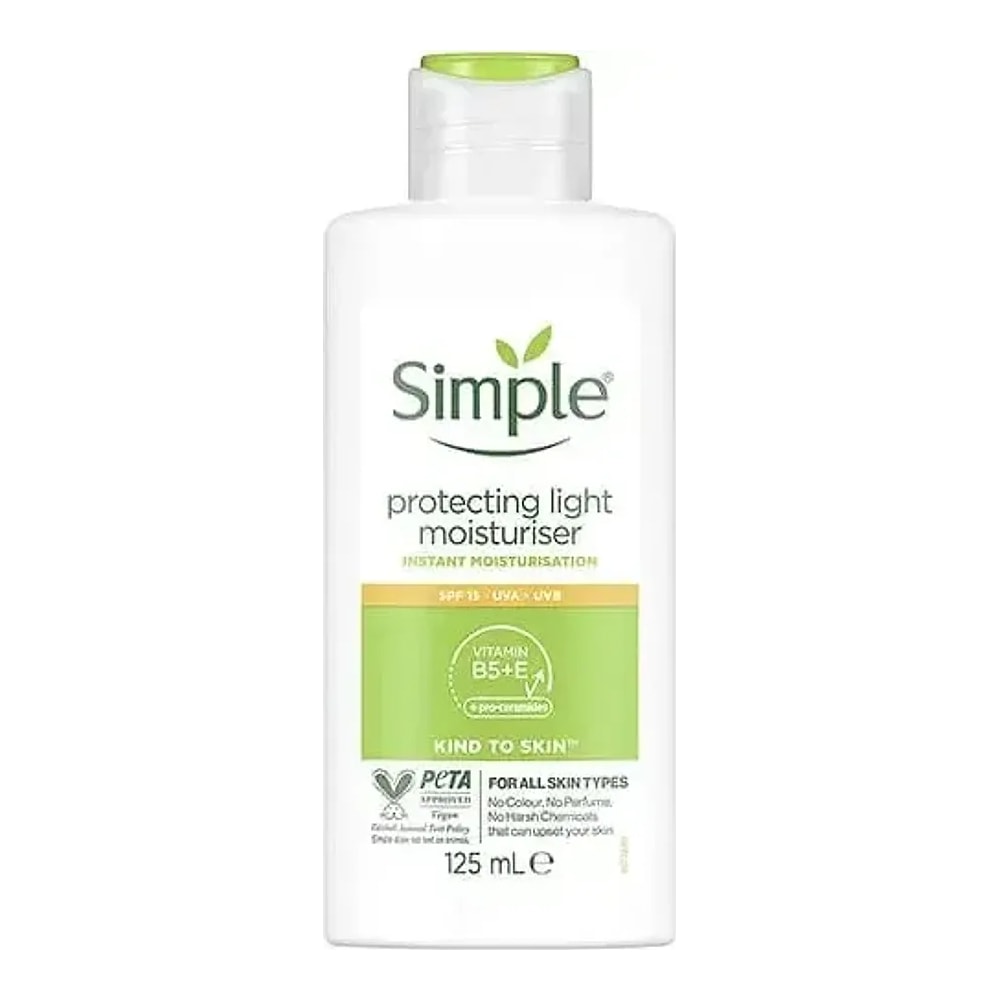 Simple®
protecting light
moisturiser
INSTANT MOISTURISATION
SPF 15 • UVA • UVB
VITAMIN
B5+E
+ pro-ceramides
KIND TO SKIN™
PETA
APPROVED
Vegan
FOR ALL SKIN TYPES
No Colour, No Perfume,
No Harsh Chemicals
that can upset your skin
125 mL ℮